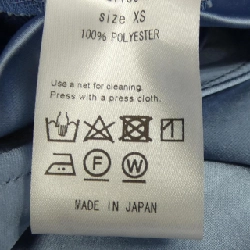 size XS
100% POLYESTER
Use a net for cleaning.
Press with a press cloth.
F W
MADE IN JAPAN